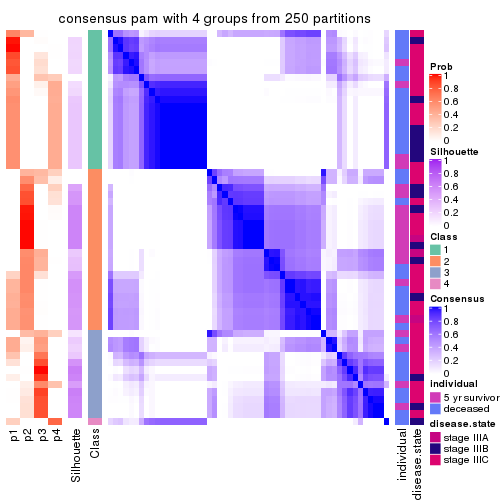 consensus pam with 4 groups from 250 partitions
p1
p2
p3
p4
Silhouette
Class
individual
disease.state
Prob
1
0.8
0.6
0.4
0.2
0
Silhouette
1
0.8
0.6
0.4
0.2
0
Class
1
2
3
4
Consensus
1
0.8
0.6
0.4
0.2
0
individual
5 yr survivor
deceased
disease.state
stage IIIA
stage IIIB
stage IIIC